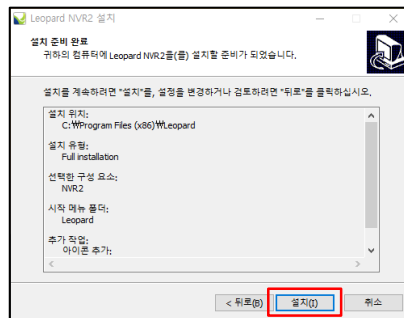 Leopard NVR2 설치
설치 준비 완료
귀하의 컴퓨터에 Leopard NVR2을(를) 설치할 준비가 되었습니다.
설치를 계속하려면 "설치"를, 설정을 변경하거나 검토하려면 "뒤로"를 클릭하십시오.
설치 위치:
C:₩Program Files (x86)₩Leopard
설치 유형:
Full installation
선택한 구성 요소:
NVR2
시작 메뉴 폴더:
Leopard
추가 작업:
아이콘 추가:
< 뒤로(B)
설치(I)
취소